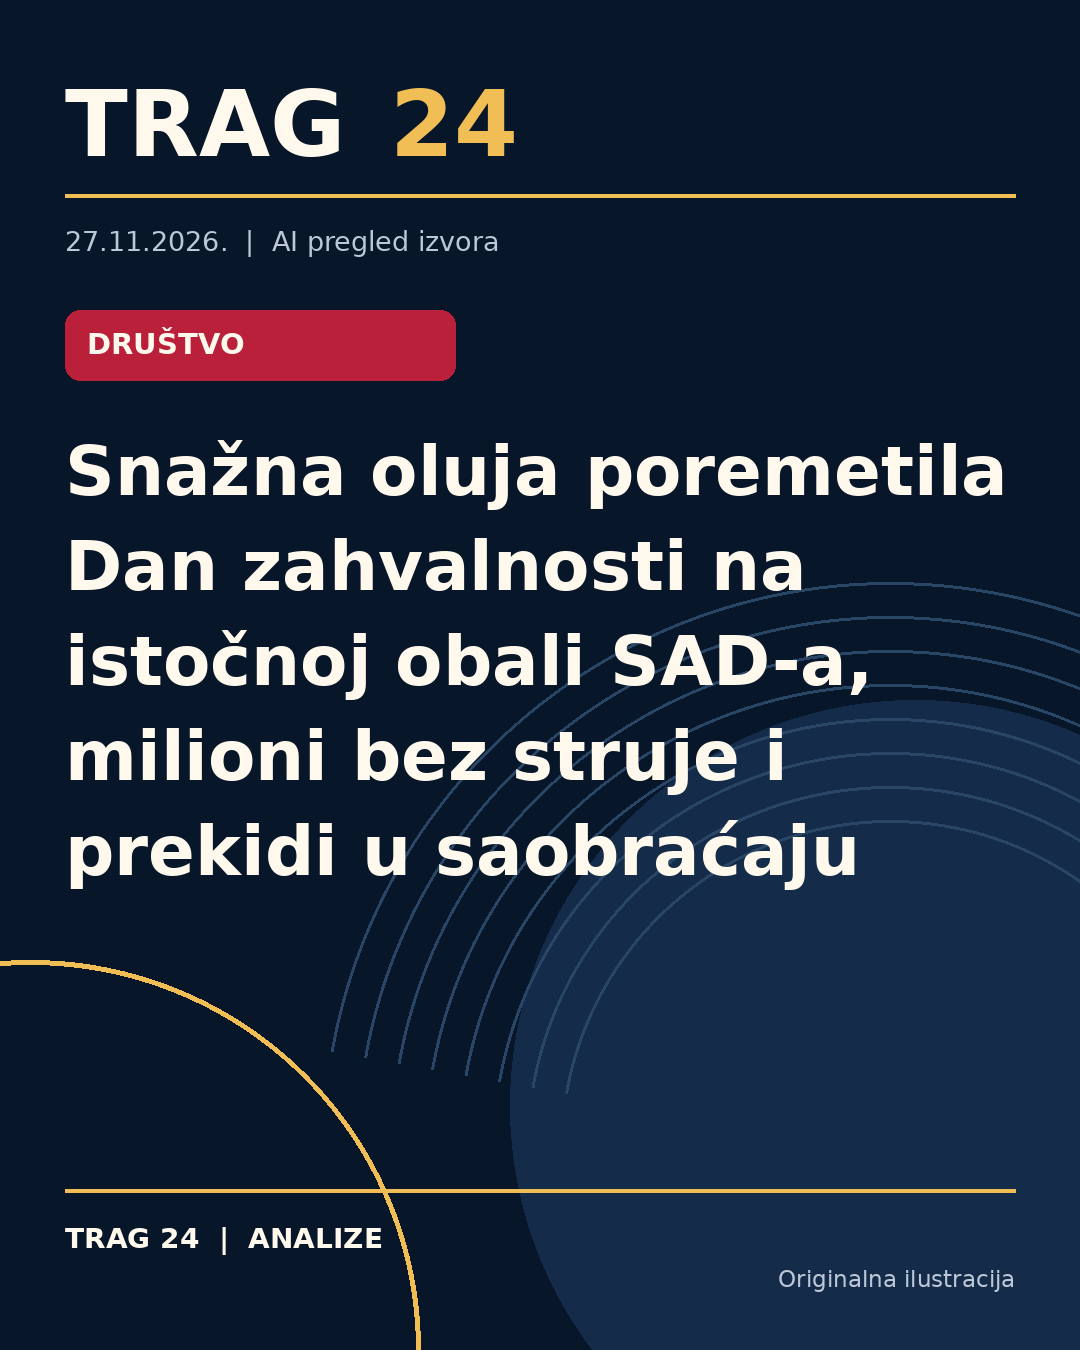 TRAG 24
27.11.2026. | AI pregled izvora
DRUŠTVO
Snažna oluja poremetila
Dan zahvalnosti na
istočnoj obali SAD-a,
milioni bez struje i
prekidi u saobraćaju
TRAG 24 | ANALIZE
Originalna ilustracija